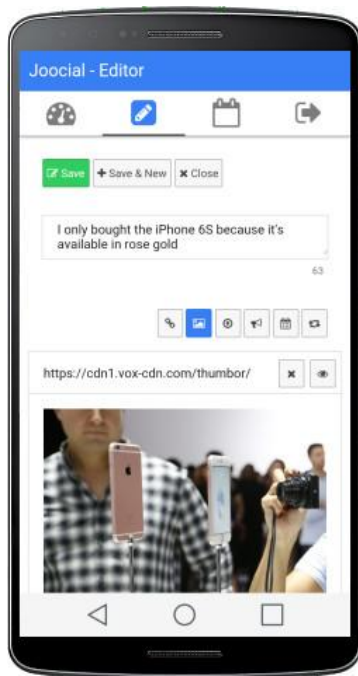 Joocial - Editor
Save
Save & New
Close
I only bought the iPhone 6S because it's
available in rose gold
63
https://cdn1.vox-cdn.com/thumbor/